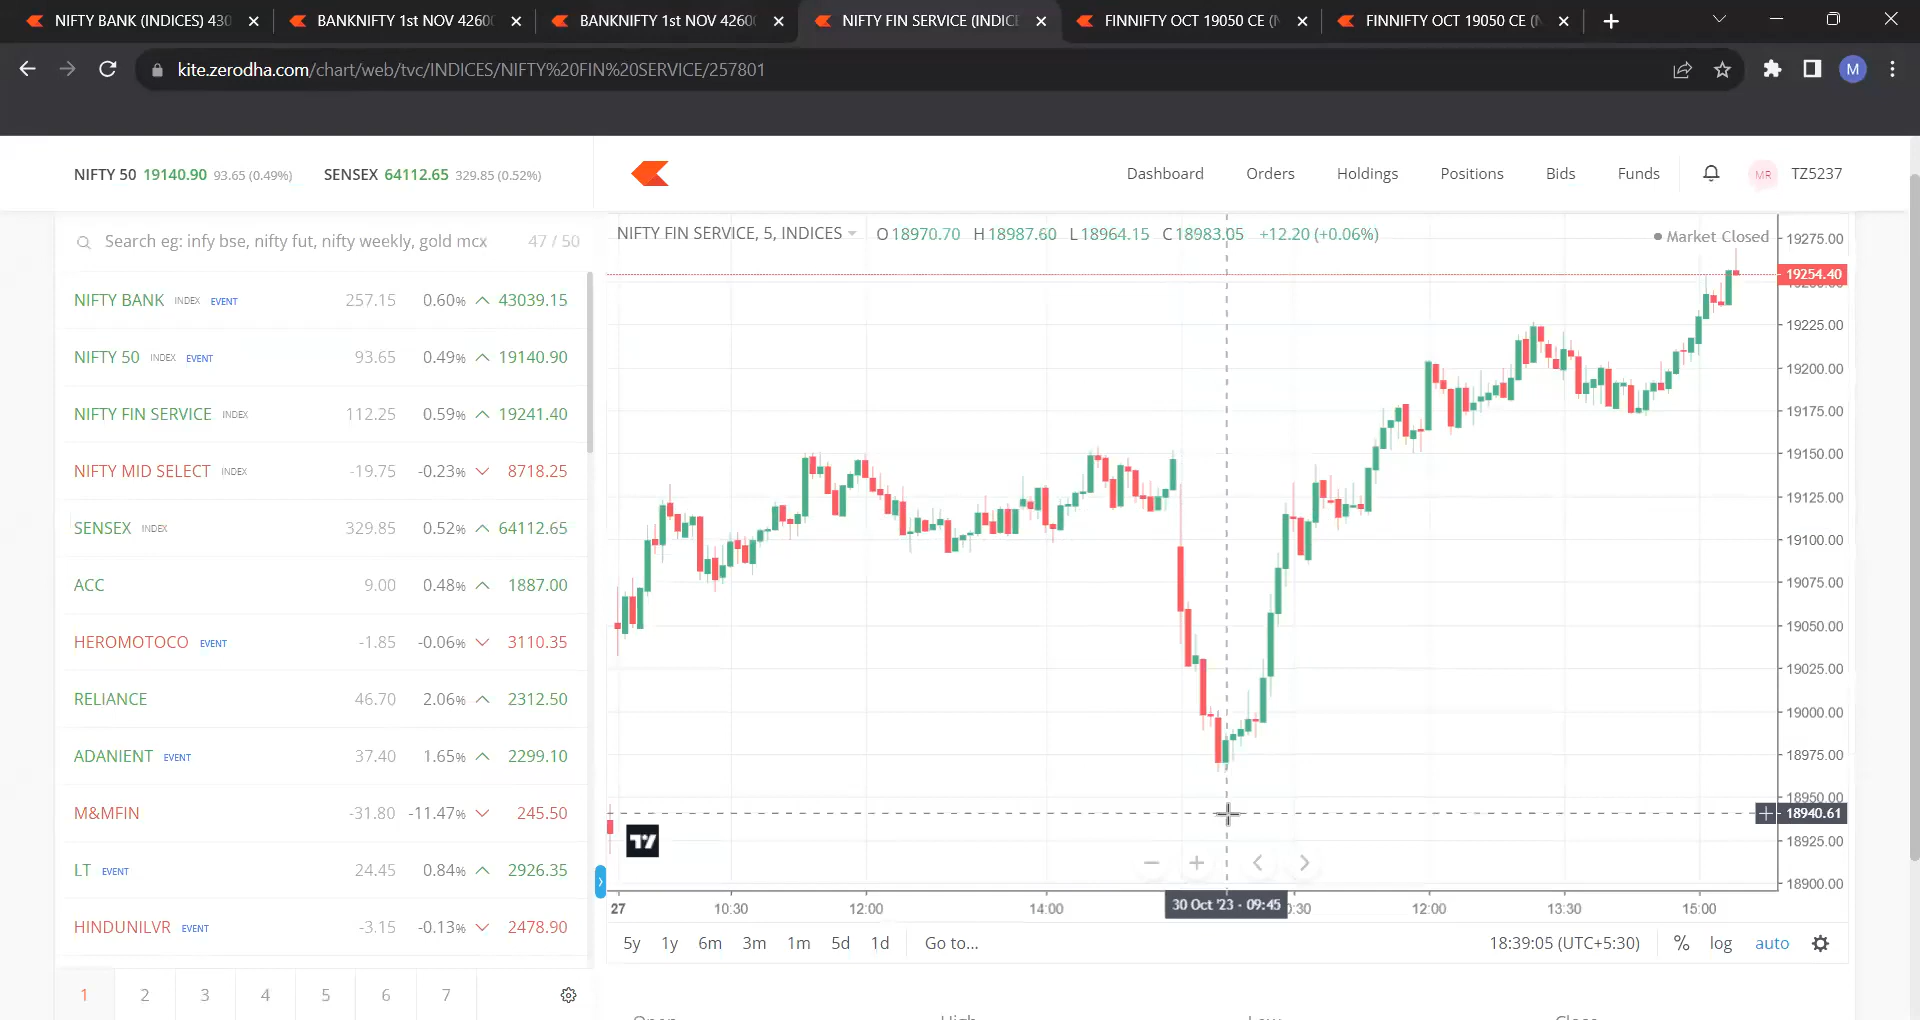 NIFTY BANK (INDICES) 430
BANKNIFTY 1st NOV 4260
BANKNIFTY 1st NOV 4260
NIFTY FIN SERVICE (INDIC
FINNIFTY OCT 19050 CE (
FINNIFTY OCT 19050 CE (
kite.zerodha.com/chart/web/tvc/INDICES/NIFTY%20FIN%20SERVICE/257801
M
NIFTY 50 19140.90 93.65 (0.49%) SENSEX 64112.65 329.85 (0.52%)
Dashboard Orders Holdings Positions Bids Funds MR TZ5237
Search eg: infy bse, nifty fut, nifty weekly, gold mcx 47 / 50
NIFTY BANK INDEX EVENT 257.15 0.60% 43039.15
NIFTY 50 INDEX EVENT 93.65 0.49% 19140.90
NIFTY FIN SERVICE INDEX 112.25 0.59% 19241.40
NIFTY MID SELECT INDEX -19.75 -0.23% 8718.25
SENSEX INDEX 329.85 0.52% 64112.65
ACC 9.00 0.48% 1887.00
HEROMOTOCO EVENT -1.85 -0.06% 3110.35
RELIANCE 46.70 2.06% 2312.50
ADANIENT EVENT 37.40 1.65% 2299.10
M&MFIN -31.80 -11.47% 245.50
LT EVENT 24.45 0.84% 2926.35
HINDUNILVR EVENT -3.15 -0.13% 2478.90
1 2 3 4 5 6 7
NIFTY FIN SERVICE, 5, INDICES O18970.70 H18987.60 L18964.15 C18983.05 +12.20 (+0.06%)
Market Closed
19275.00
19254.40
19225.00
19200.00
19175.00
19150.00
19125.00
19100.00
19075.00
19050.00
19025.00
19000.00
18975.00
18950.00
18940.61
18925.00
18900.00
27 10:30 12:00 14:00 30 Oct '23 - 09:45 0:30 12:00 13:30 15:00
5y 1y 6m 3m 1m 5d 1d Go to... 18:39:05 (UTC+5:30) % log auto